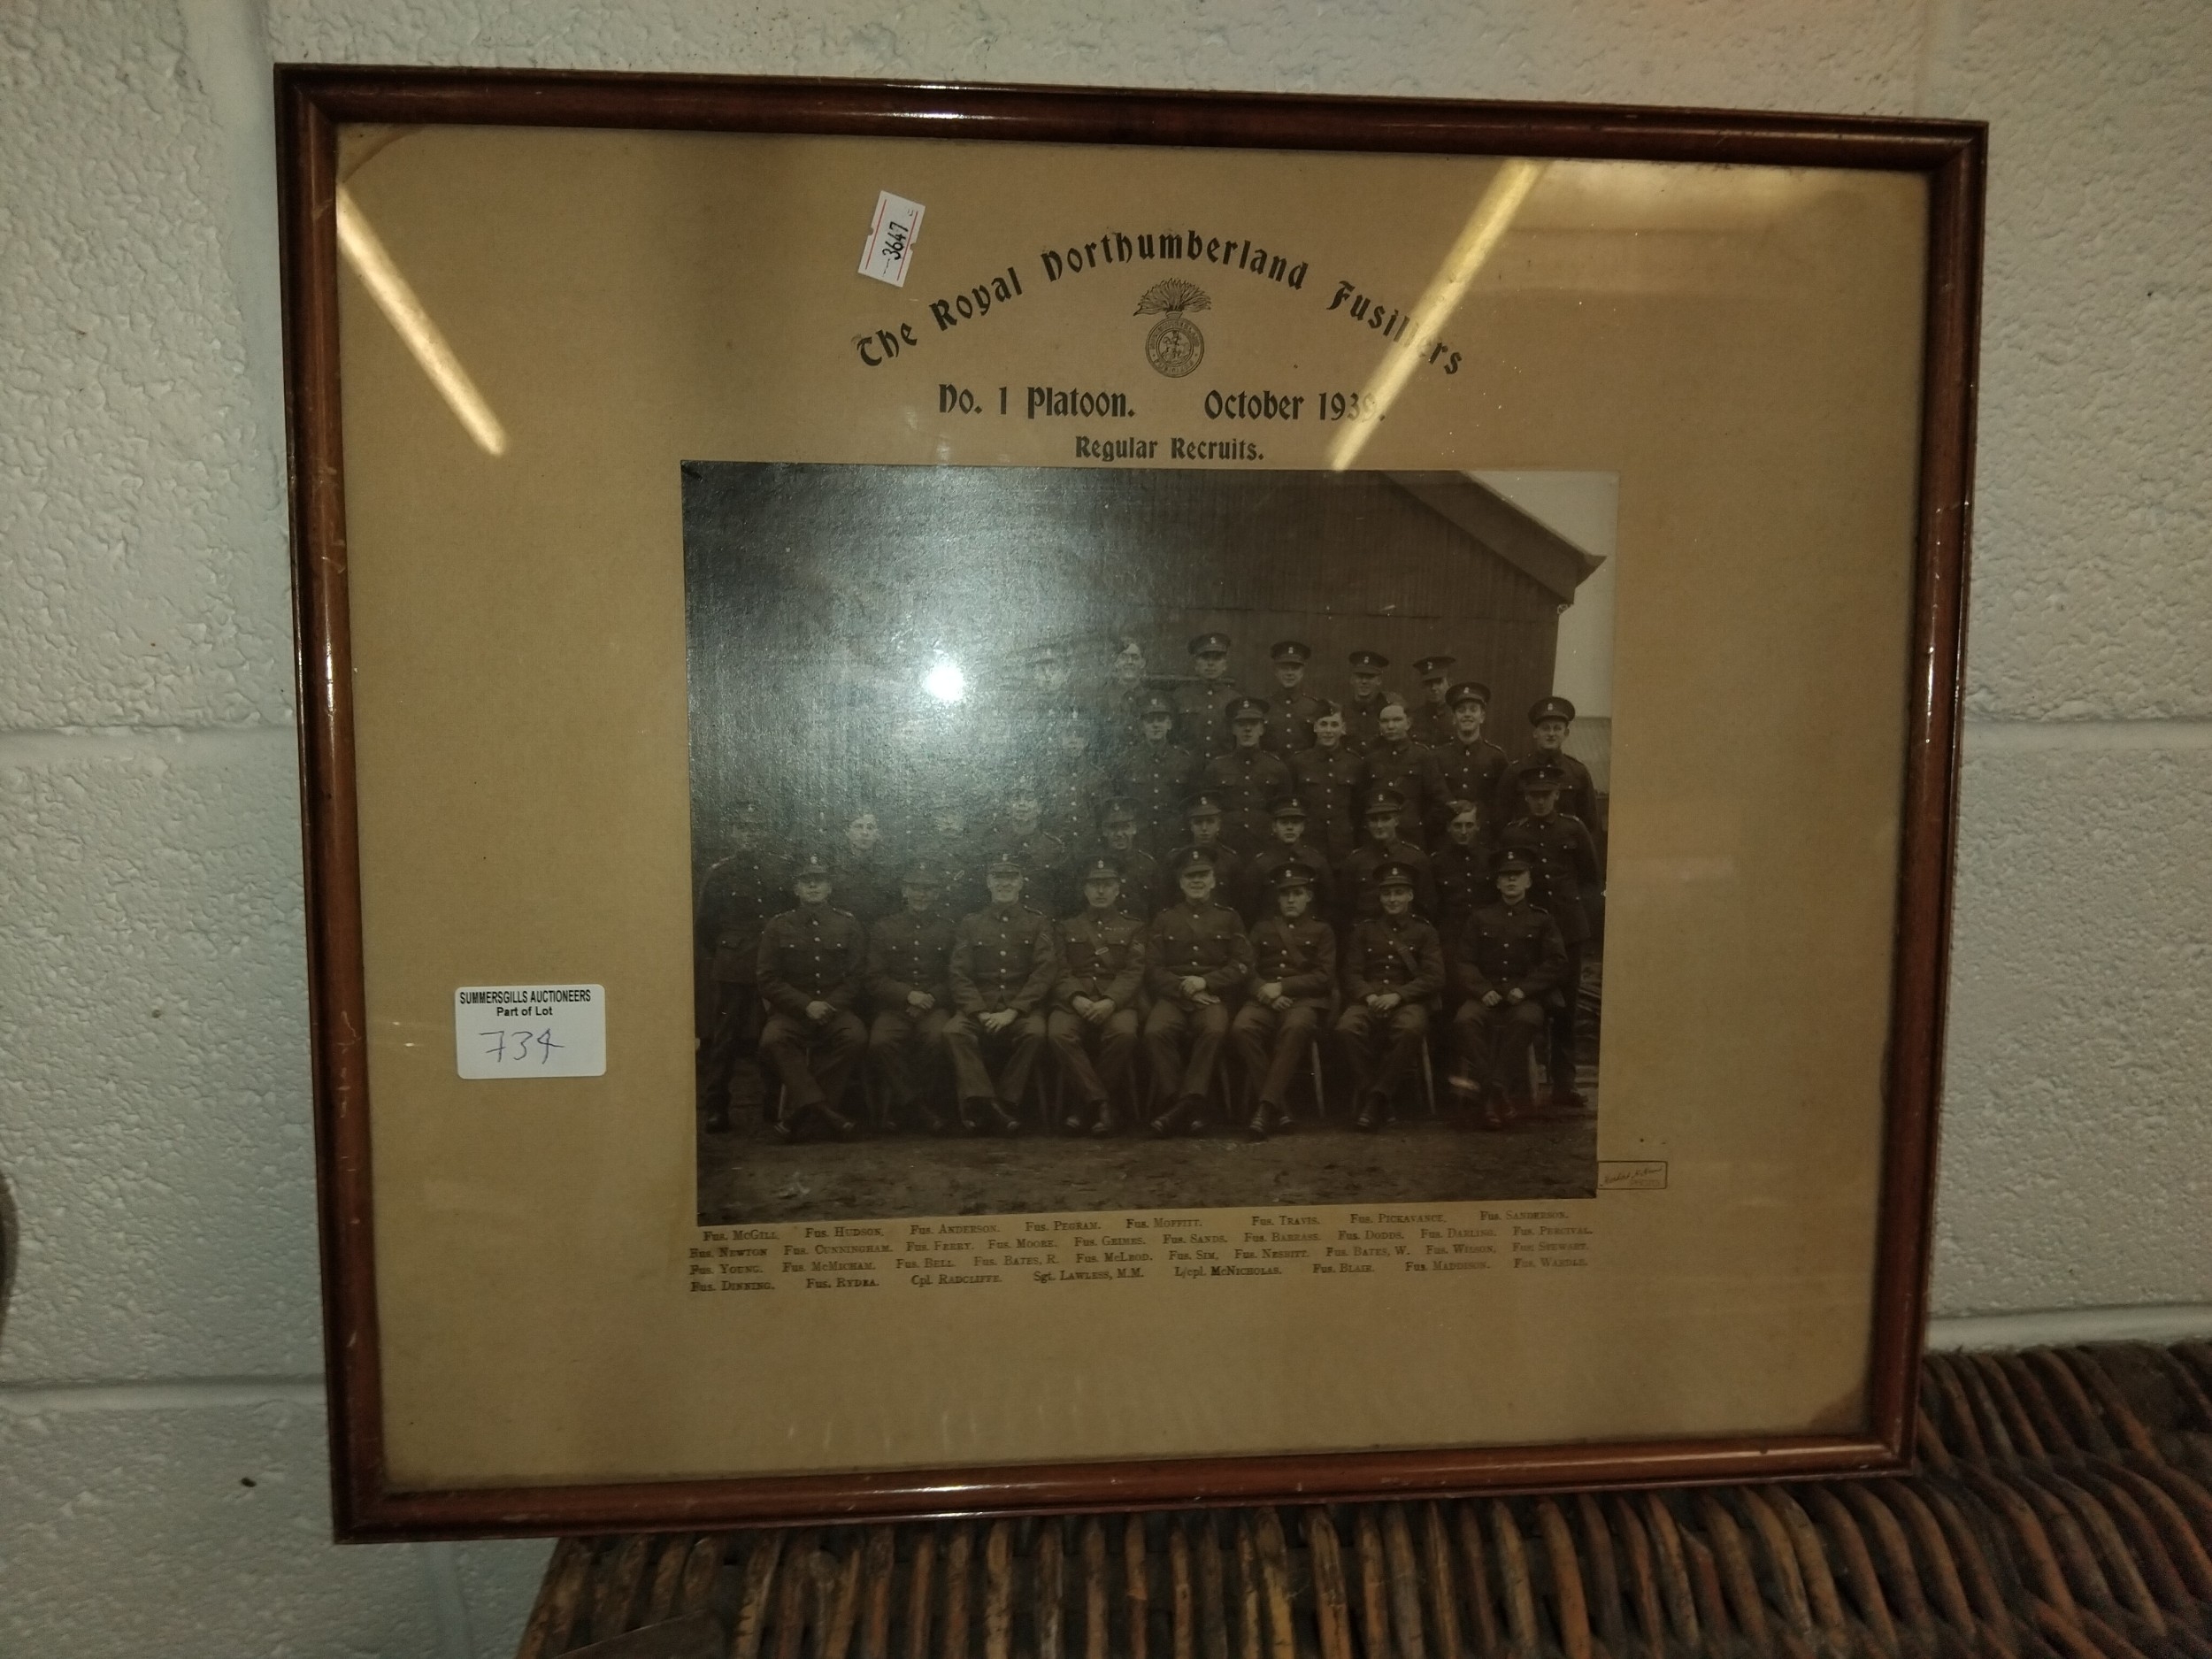 3647
The Royal Northumberland Fusiliers
No. 1 Platoon. October 1939.
Regular Recruits.
SUMMERSGILLS AUCTIONEERS
Part of Lot
734
Fus. McGill. Fus. Hudson. Fus. Anderson. Fus. Pegram. Fus. Moffitt. Fus. Travis. Fus. Pickavance. Fus. Sanderson.
Fus. Newton Fus. Cunningham. Fus. Ferry. Fus. Moore. Fus. Grimes. Fus. Sands. Fus. Barrass. Fus. Dodds. Fus. Darling. Fus. Percival.
Fus. Young. Fus. McMicham. Fus. Bell. Fus. Bates, R. Fus. McLeod. Fus. Sim. Fus. Nesbitt. Fus. Bates, W. Fus. Wilson. Fus. Stewart.
Fus. Dinning. Fus. Rydra. Cpl. Radcliffe. Sgt. Lawless, M.M. L/cpl. McNicholas. Fus. Blair. Fus. Maddison. Fus. Wardle.